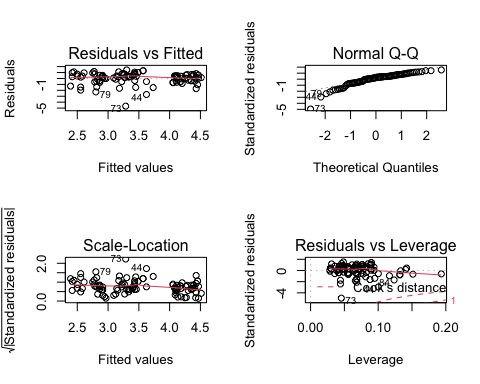 Residuals vs Fitted
Residuals
-1
-5
79
44
73
2.5 3.0 3.5 4.0 4.5
Fitted values
Normal Q-Q
Standardized residuals
-1
-5
79
44
73
-2 -1 0 1 2
Theoretical Quantiles
Scale-Location
√|Standardized residuals|
2.0
0.0
73
79
44
2.5 3.0 3.5 4.0 4.5
Fitted values
Residuals vs Leverage
Standardized residuals
0
-4
Cook's distance
73
1
0.00 0.10 0.20
Leverage